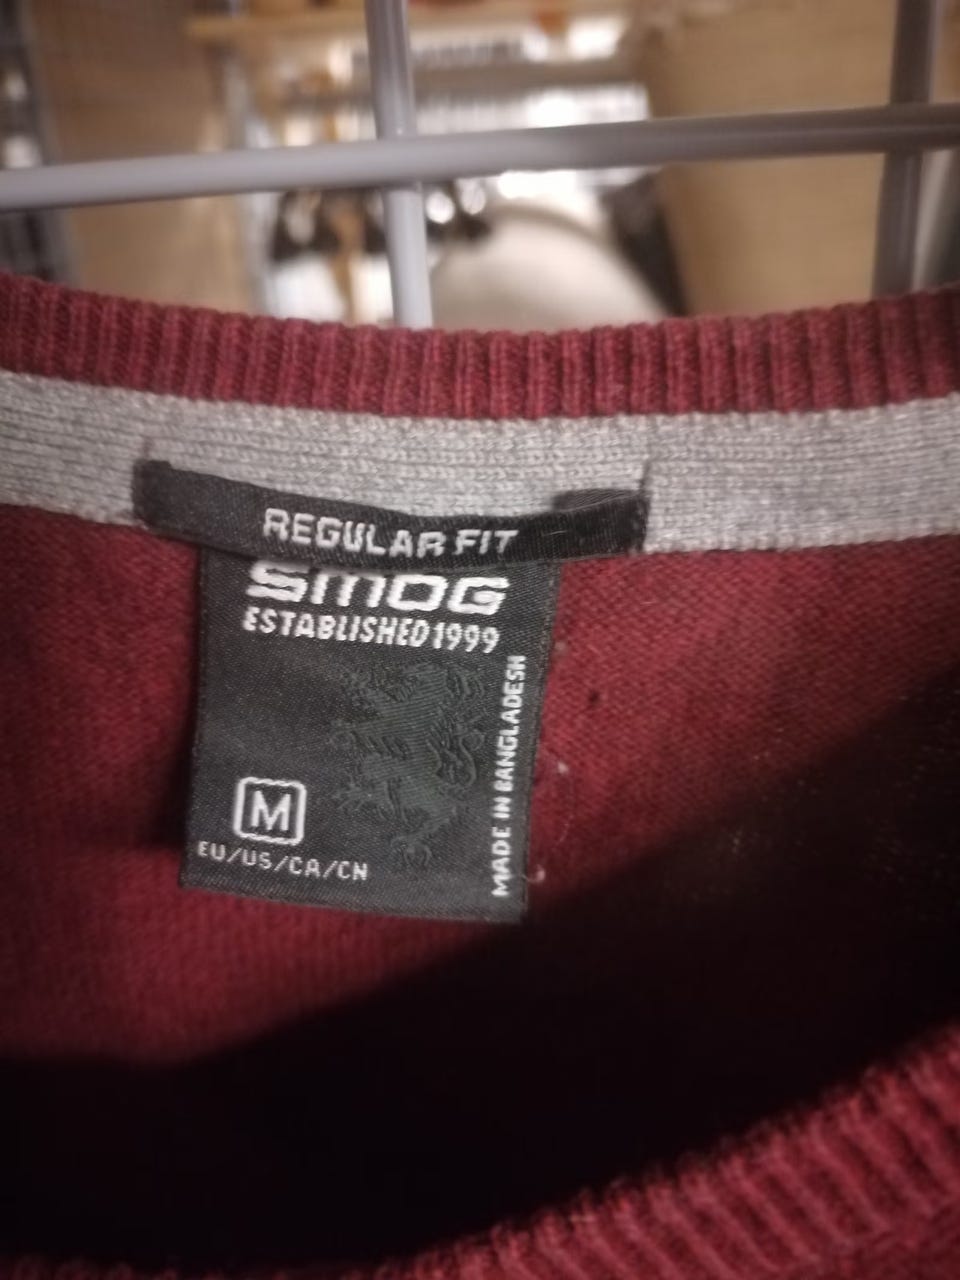 REGULAR FIT
SMOG
ESTABLISHED 1999
MADE IN BANGLADESH
M
EU/US/CA/CN